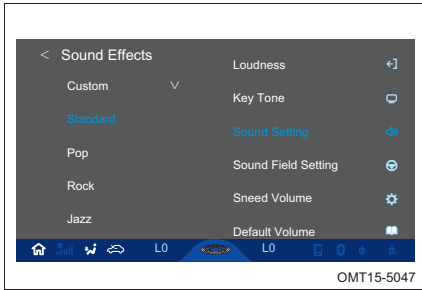 < Sound Effects
Custom
Standard
Pop
Rock
Jazz
Loudness
Key Tone
Sound Setting
Sound Field Setting
Sneed Volume
Default Volume
L0
L0
OMT15-5047